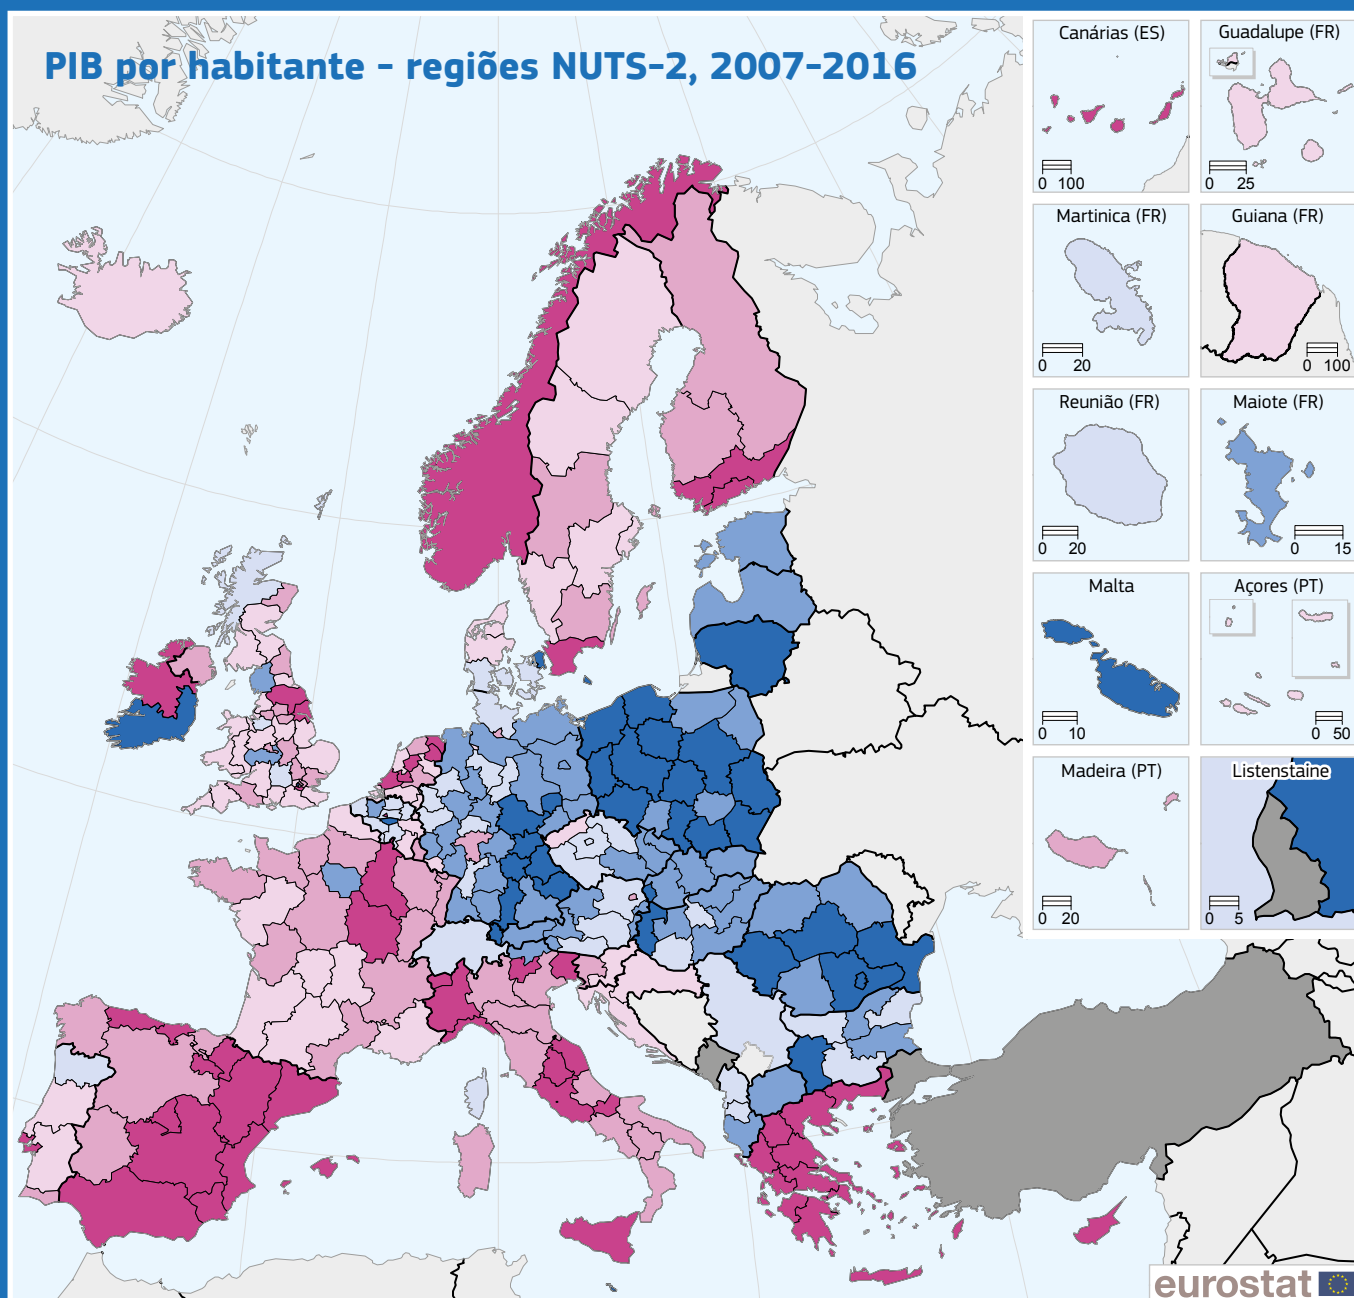 PIB por habitante - regiões NUTS-2, 2007-2016
Canárias (ES)
0 100
Guadalupe (FR)
0 25
Martinica (FR)
0 20
Guiana (FR)
0 100
Reunião (FR)
0 20
Maiote (FR)
0 15
Malta
0 10
Açores (PT)
0 50
Madeira (PT)
0 20
Listenstaine
0 5
eurostat